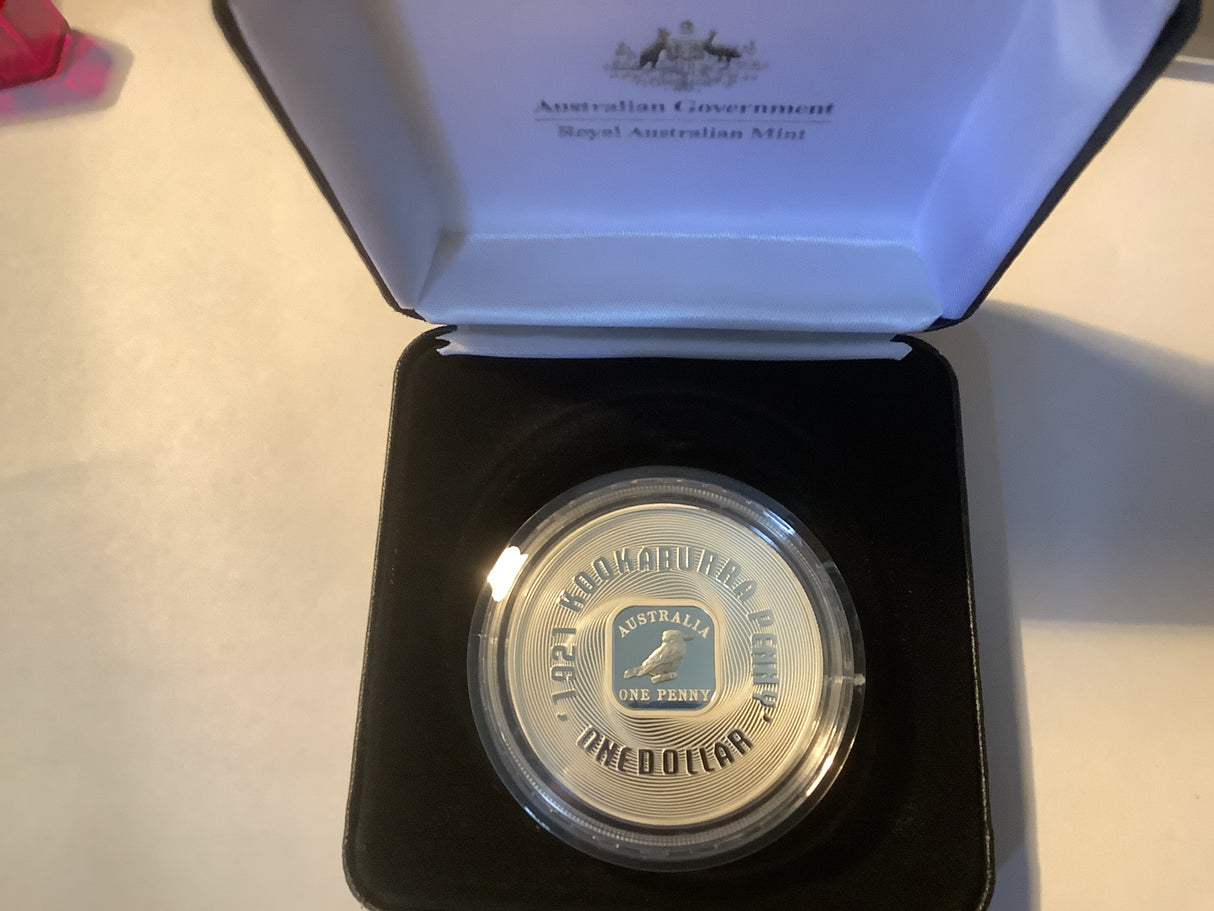 Australian Government
Royal Australian Mint
· 1921 KOOKABURRA PENNY ·
AUSTRALIA
ONE PENNY
ONE DOLLAR